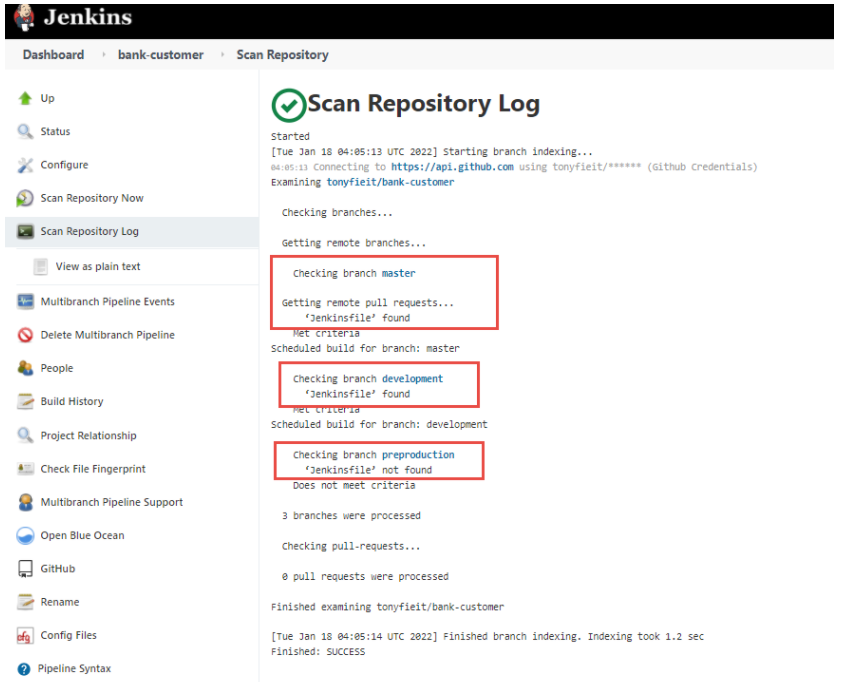 Jenkins
Dashboard bank-customer Scan Repository
Up
Status
Configure
Scan Repository Now
Scan Repository Log
View as plain text
Multibranch Pipeline Events
Delete Multibranch Pipeline
People
Build History
Project Relationship
Check File Fingerprint
Multibranch Pipeline Support
Open Blue Ocean
GitHub
Rename
cfg Config Files
Pipeline Syntax
Scan Repository Log
Started
[Tue Jan 18 04:05:13 UTC 2022] Starting branch indexing...
04:05:13 Connecting to https://api.github.com using tonyfieit/****** (Github Credentials)
Examining tonyfieit/bank-customer
Checking branches...
Getting remote branches...
Checking branch master
Getting remote pull requests...
‘Jenkinsfile’ found
Met criteria
Scheduled build for branch: master
Checking branch development
‘Jenkinsfile’ found
Met criteria
Scheduled build for branch: development
Checking branch preproduction
‘Jenkinsfile’ not found
Does not meet criteria
3 branches were processed
Checking pull-requests...
0 pull requests were processed
Finished examining tonyfieit/bank-customer
[Tue Jan 18 04:05:14 UTC 2022] Finished branch indexing. Indexing took 1.2 sec
Finished: SUCCESS